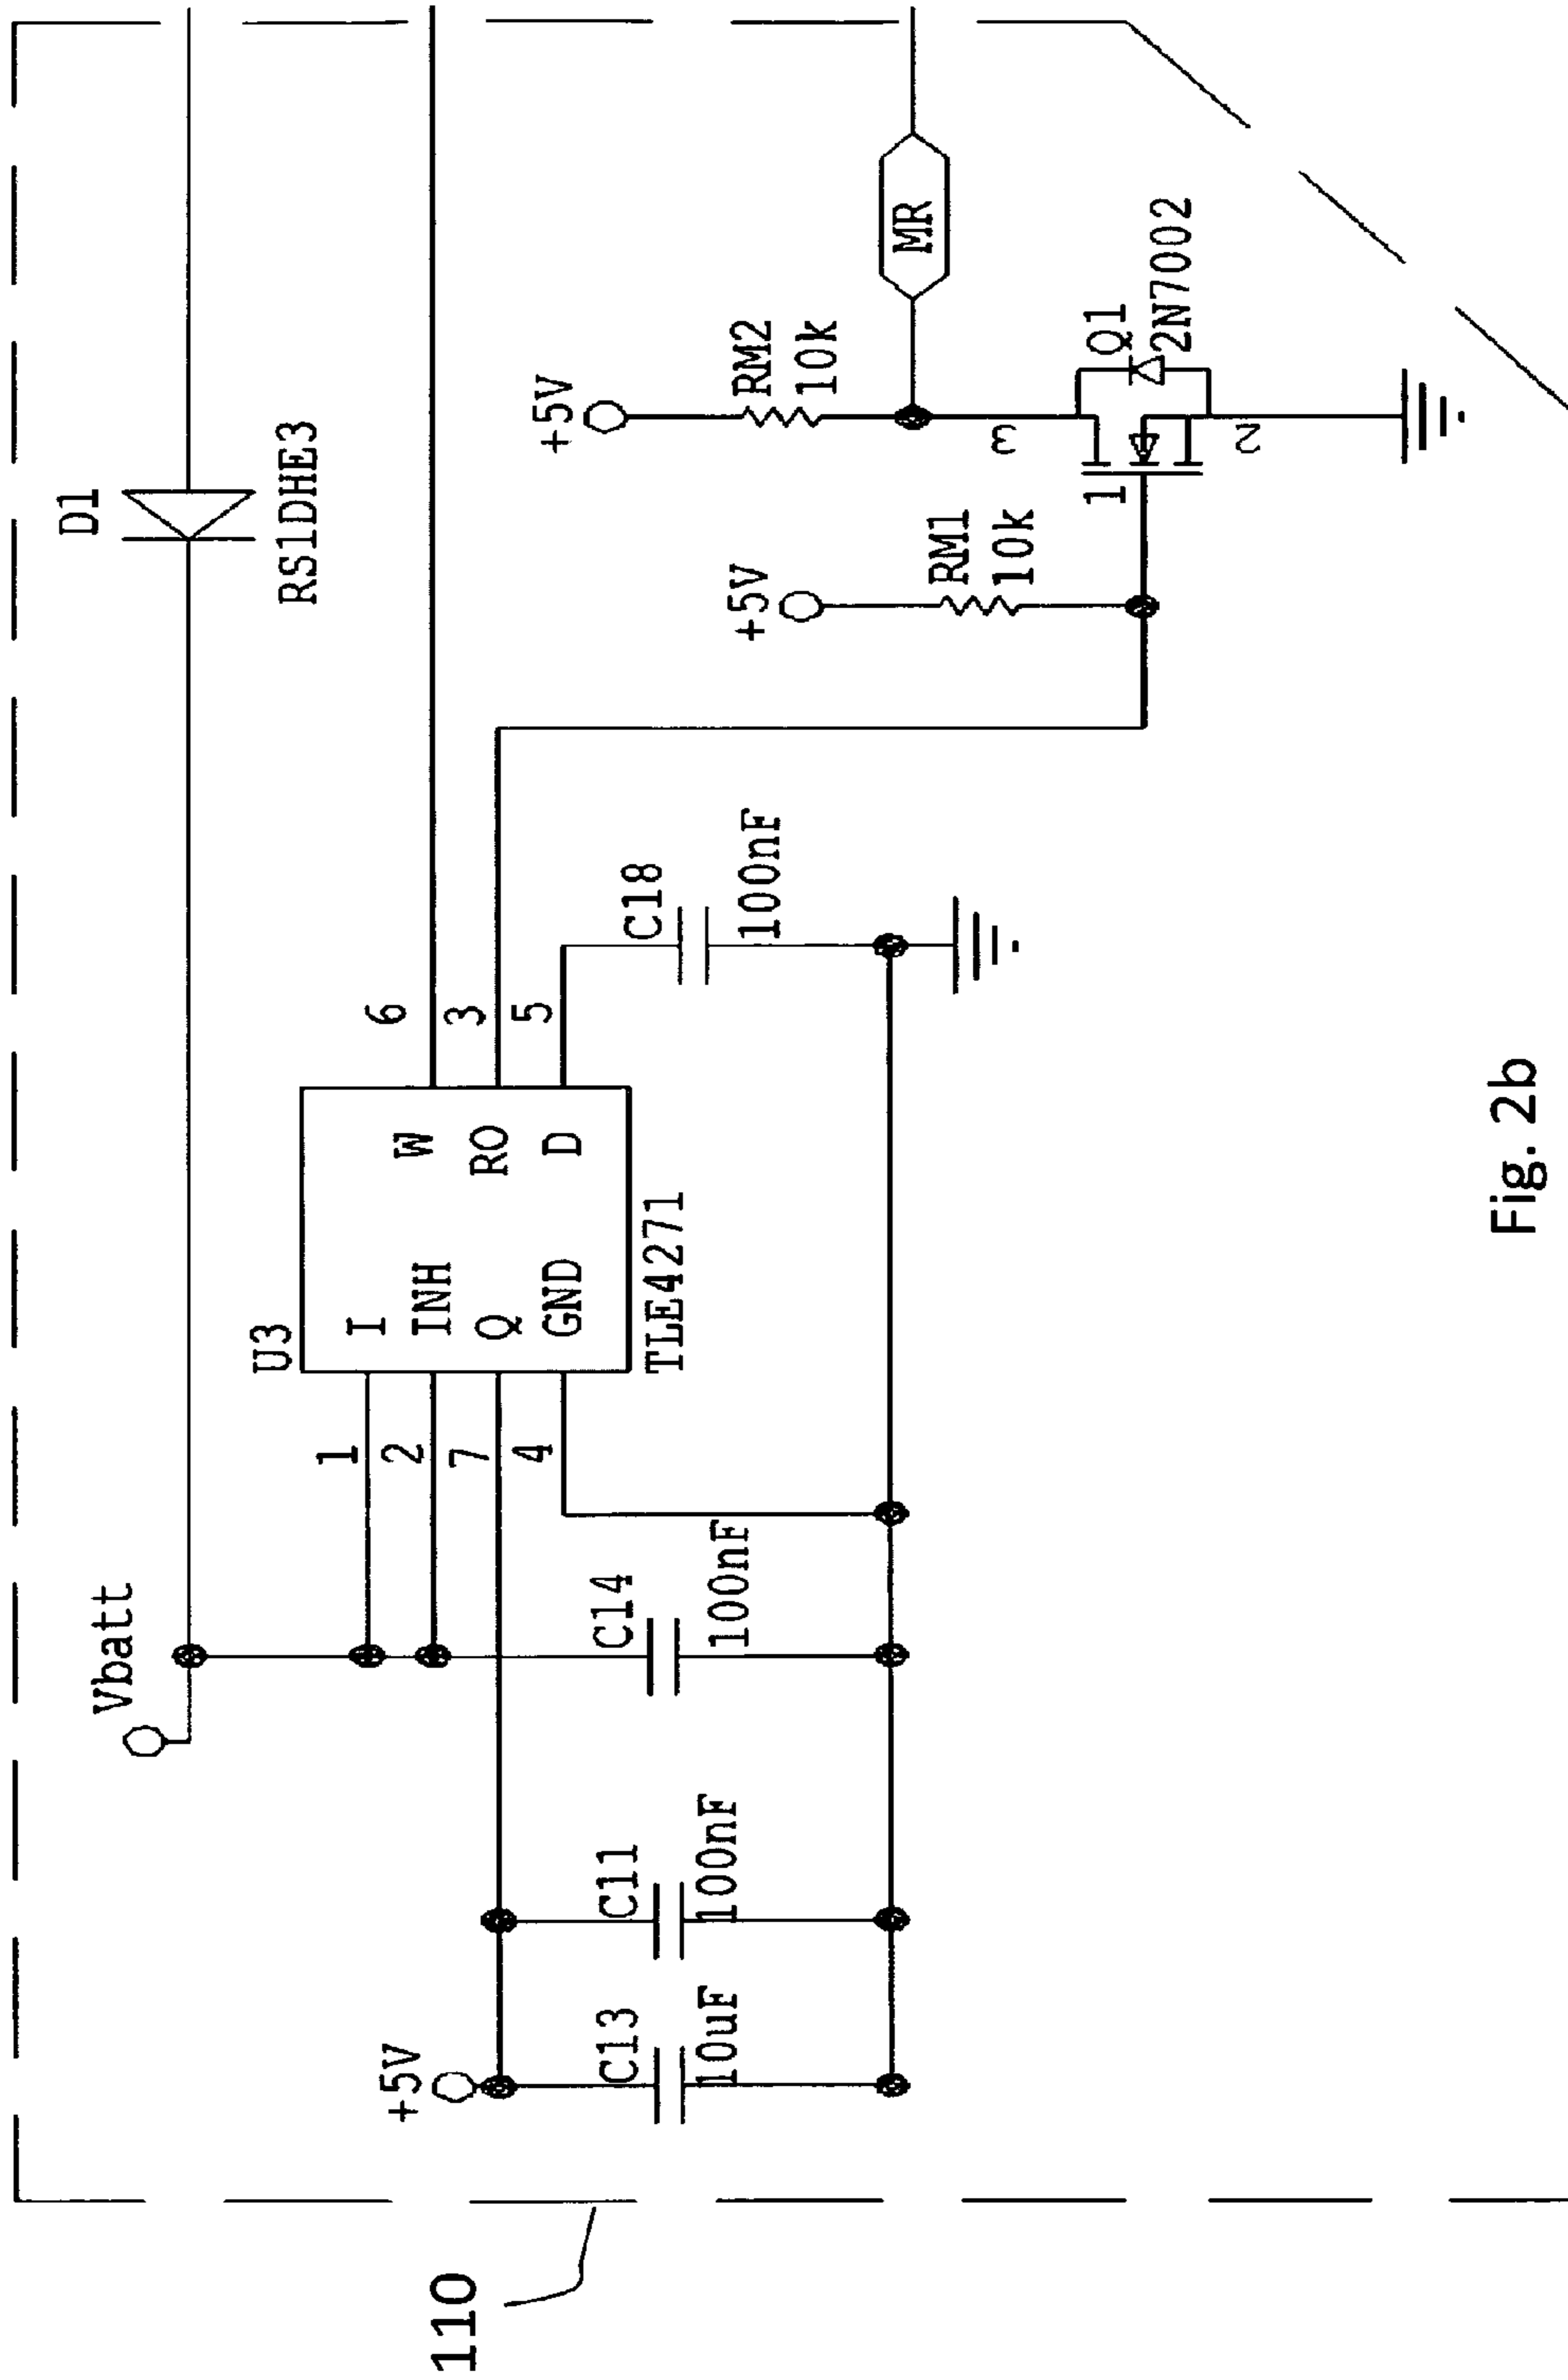 110
+5V
C13
10uF
C11
100nF
Vbatt
C14
100nF
1
2
7
4
U3
I
INH
Q
GND
W
RO
D
TLE4271
6
3
5
C18
100nF
D1
RS1DHE3
+5V
RM1
10k
+5V
RM2
10k
MR
1
3
2
Q1
2N7002
Fig. 2b